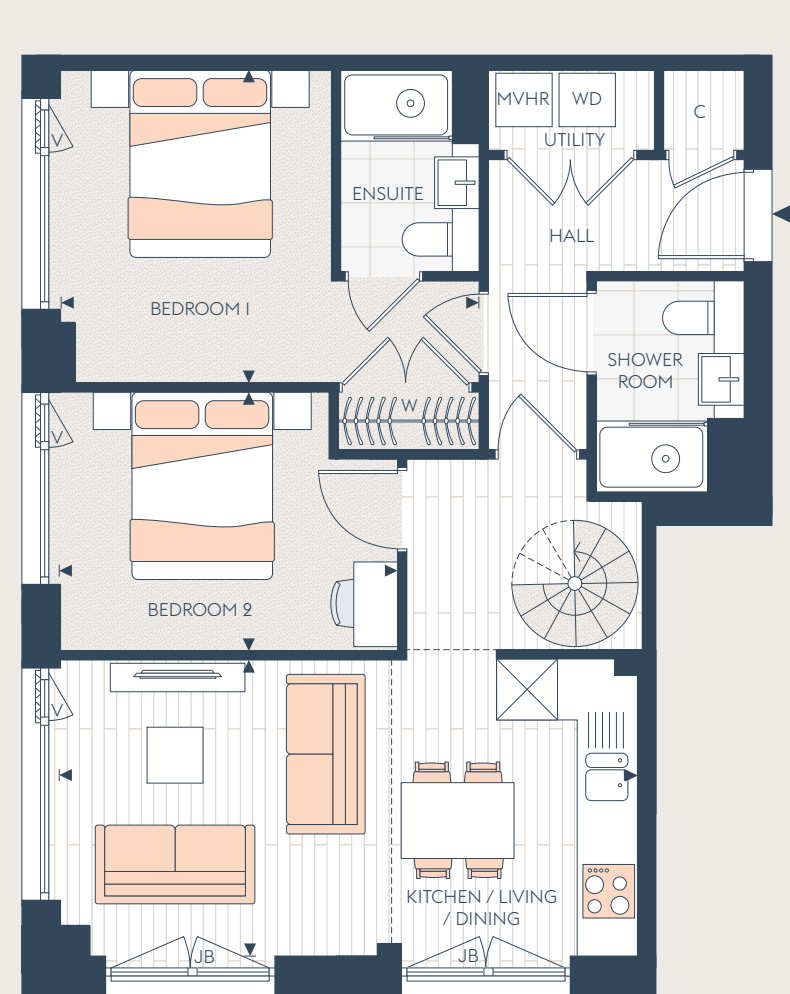 MVHR
WD
C
V
UTILITY
ENSUITE
HALL
BEDROOM 1
SHOWER
ROOM
W
V
BEDROOM 2
V
KITCHEN / LIVING
/ DINING
JB
JB